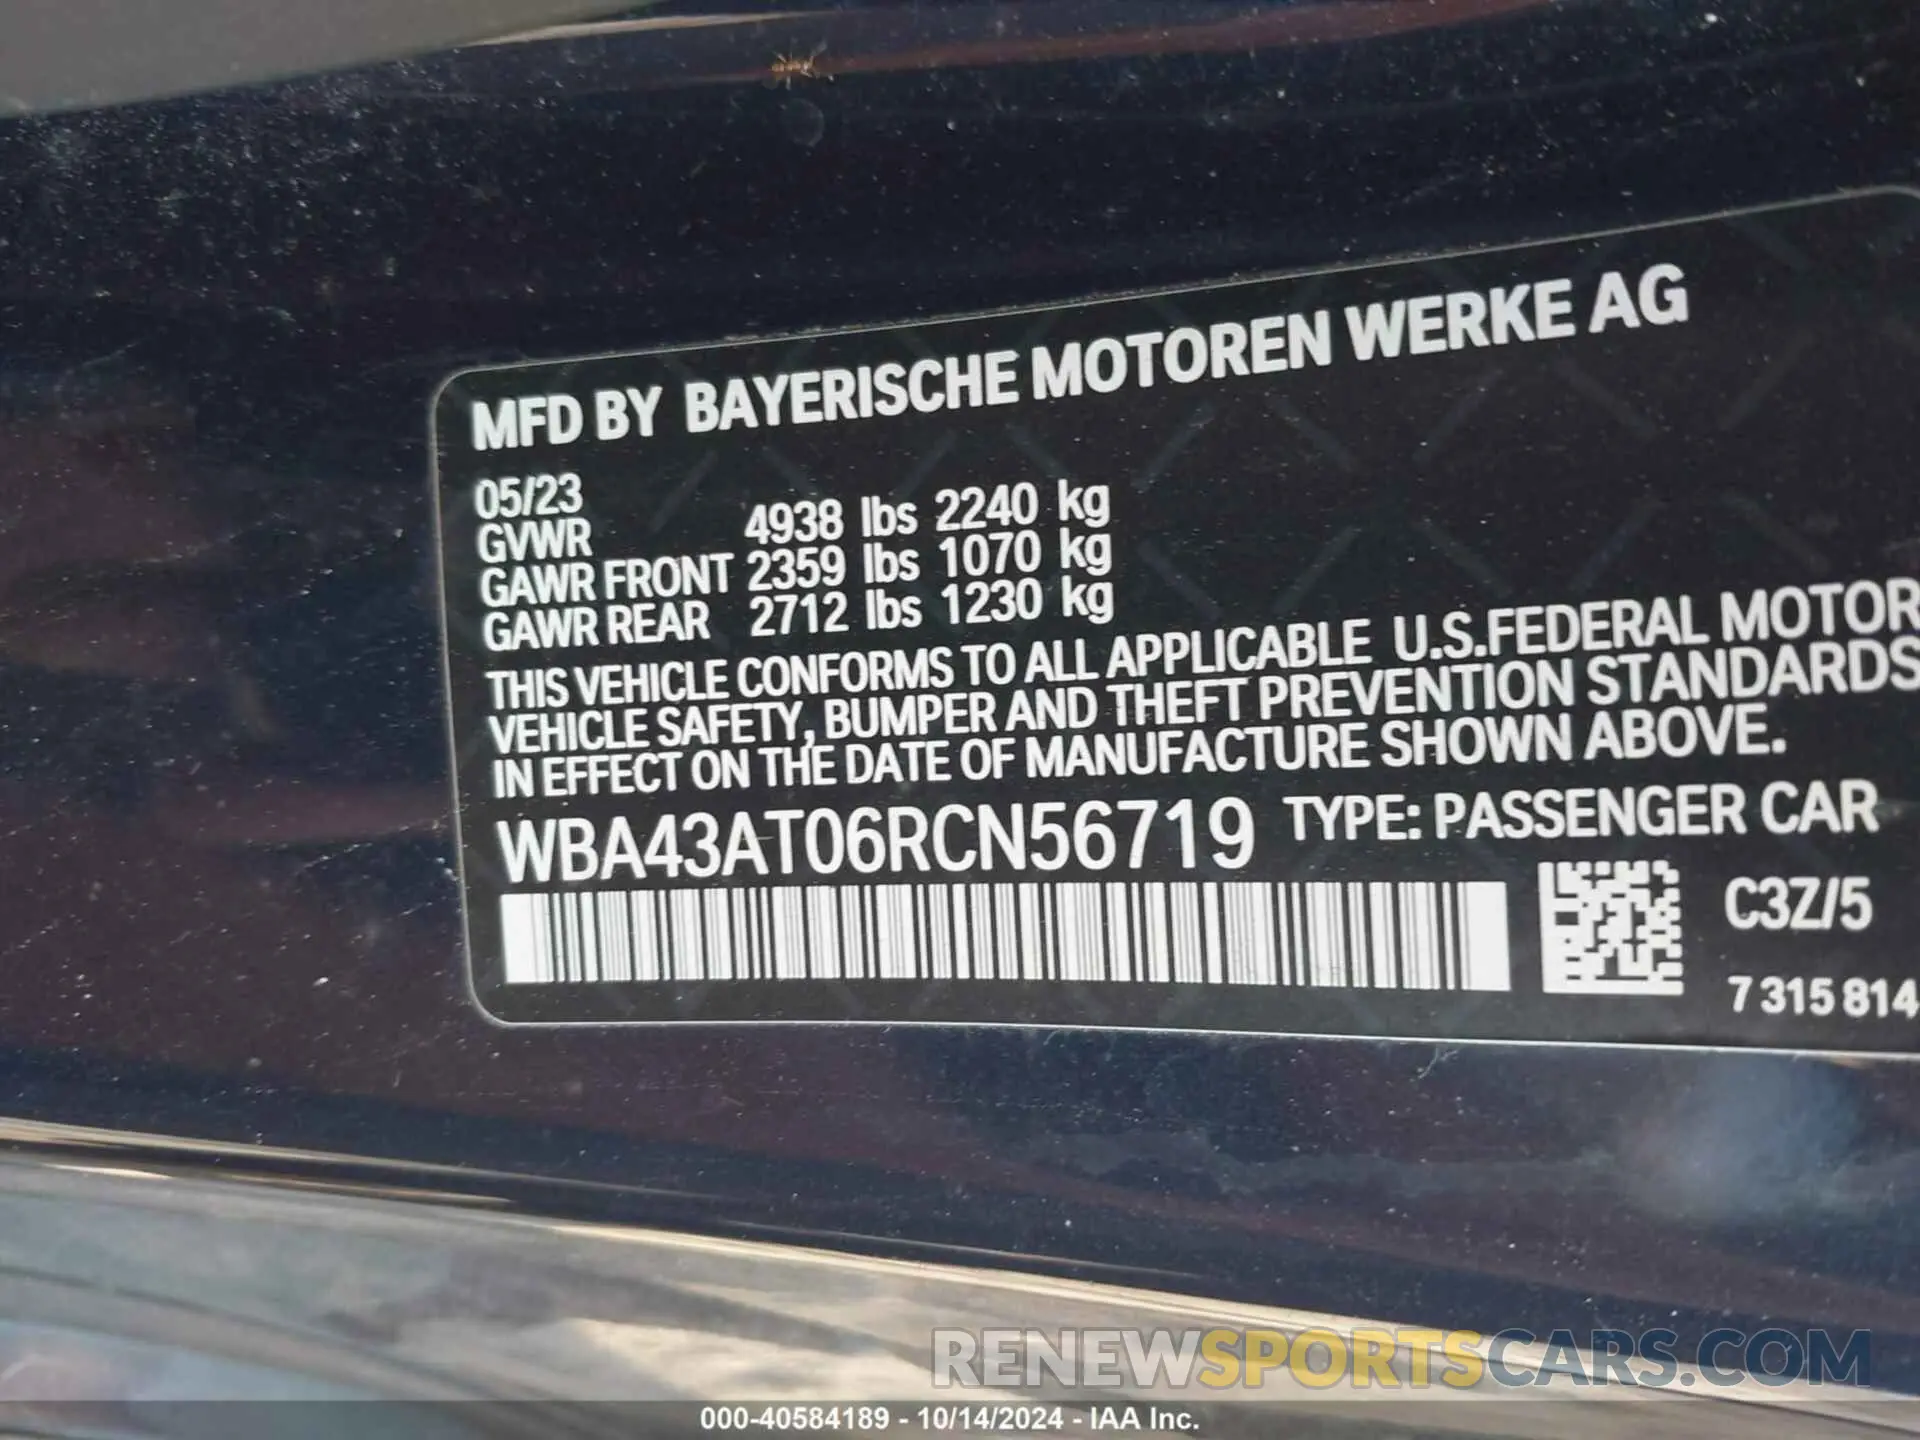 MFD BY BAYERISCHE MOTOREN WERKE AG
05/23
GVWR 4938 lbs 2240 kg
GAWR FRONT 2359 lbs 1070 kg
GAWR REAR 2712 lbs 1230 kg
THIS VEHICLE CONFORMS TO ALL APPLICABLE U.S.FEDERAL MOTOR
VEHICLE SAFETY, BUMPER AND THEFT PREVENTION STANDARDS
IN EFFECT ON THE DATE OF MANUFACTURE SHOWN ABOVE.
WBA43AT06RCN56719 TYPE: PASSENGER CAR
C3Z/5
7 315 814
RENEWSPORTSCARS.COM
000-40584189 - 10/14/2024 - IAA Inc.